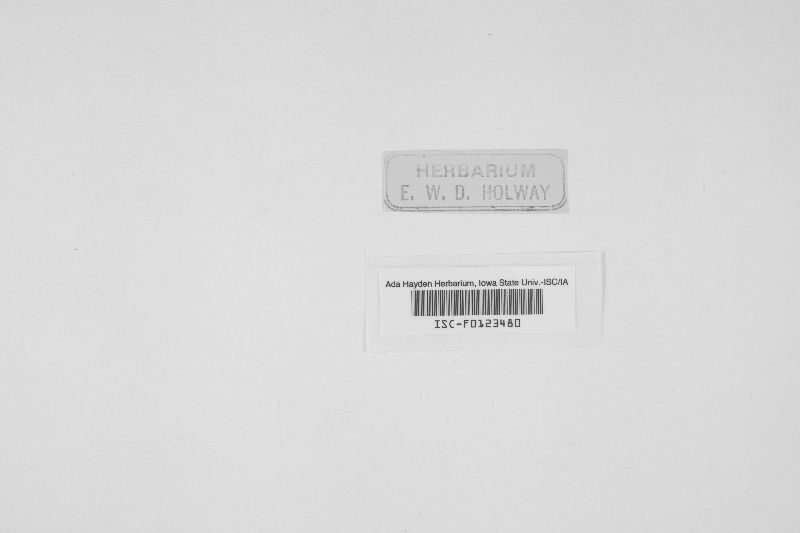 HERBARIUM
E. W. D. HOLWAY
Ada Hayden Herbarium, Iowa State Univ.-ISC/IA
ISC-F0123480